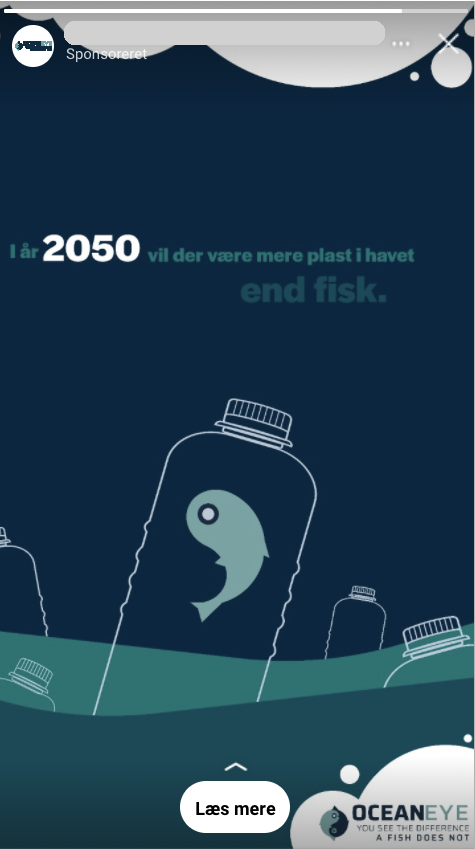 Sponsoreret
I år 2050 vil der være mere plast i havet
end fisk.
Læs mere
OCEANEYE
YOU SEE THE DIFFERENCE
A FISH DOES NOT